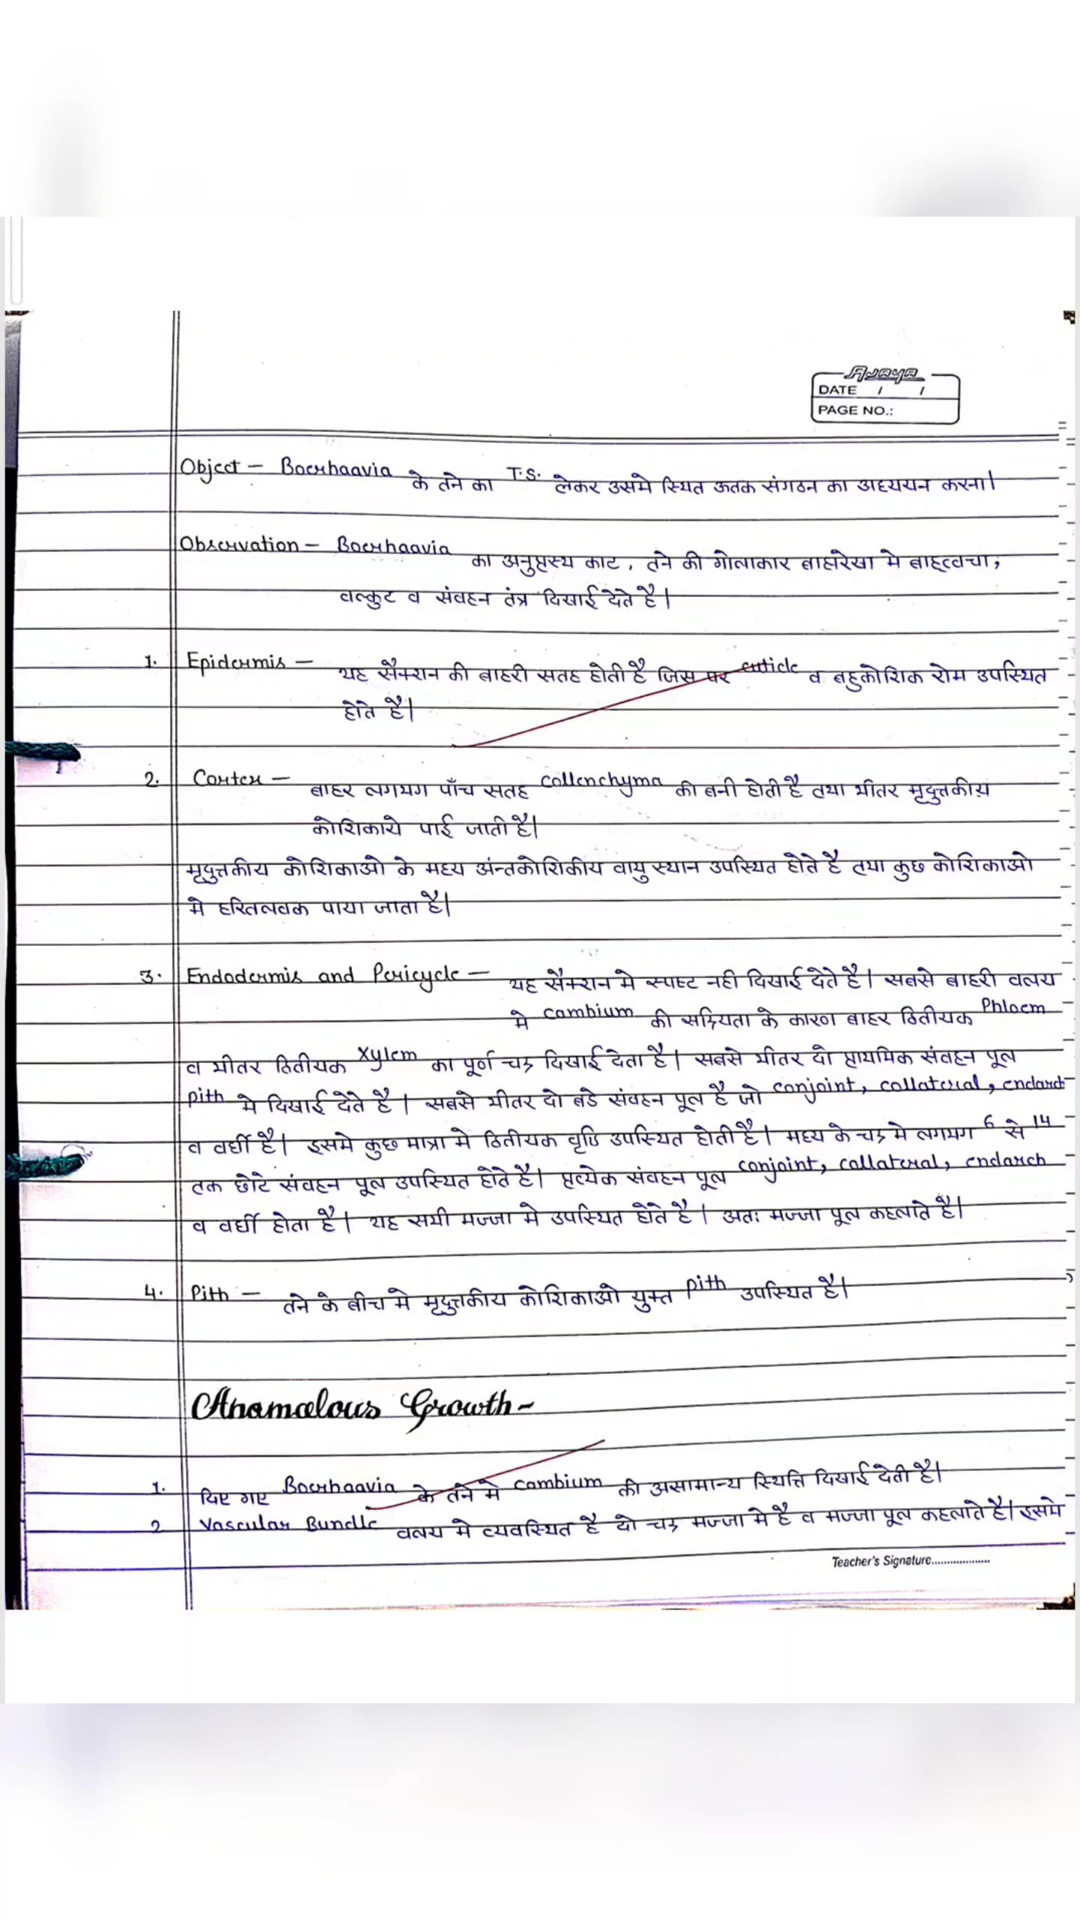 Ajaya
DATE / /
PAGE NO.:
Object - Boerhaavia के तने का T.S. लेकर उसमे स्थित ऊतक संगठन का अध्ययन करना।
Observation - Boerhaavia का अनुप्रस्थ काट, तने की गोलाकार बाह्यरेखा मे बाह्त्वचा,
वल्कुट व संवहन तंत्र दिखाई देते है।
1. Epidermis - यह सैक्शन की बाहरी सतह होती है जिस पर cuticle व बहुकोशिक रोम उपस्थित
होते है।
2. Cortex - बाहर लगभग पाँच सतह collenchyma की बनी होती है तथा भीतर मृदुत्तकीय
कोशिकाये पाई जाती है।
मृदुत्तकीय कोशिकाओ के मध्य अंन्तकोशिकीय वायु स्थान उपस्थित होते है तथा कुछ कोशिकाओ
मे हरितलवक पाया जाता है।
3. Endodermis and Pericycle - यह सैक्शन मे स्पष्ट नही दिखाई देते है। सबसे बाहरी वलय
मे cambium की सक्रियता के कारण बाहर द्वितीयक Phloem
व भीतर द्वितीयक Xylem का पूर्ण चक्र दिखाई देता है। सबसे भीतर दो प्राथमिक संवहन पूल
pith मे दिखाई देते है। सबसे भीतर दो बडे संवहन पूल है जो conjoint, collateral, endarch
व वर्धी है। इसमे कुछ मात्रा मे द्वितीयक वृद्धि उपस्थित होती है। मध्य के चक्र मे लगभग 6 से 14
तक छोटे संवहन पूल उपस्थित होते है। प्रत्येक संवहन पूल conjoint, collateral, endarch
व वर्धी होता है। यह सभी मज्जा मे उपस्थित होते है। अतः मज्जा पूल कहलाते है।
4. Pith - तने के बीच मे मृदुत्तकीय कोशिकाओ युक्त pith उपस्थित है।
Anamalous Growth-
1. दिए गए Boerhaavia के तने मे cambium की असामान्य स्थित्ति दिखाई देती है।
2 Vascular Bundle वलय मे व्यवस्थित है दो चक्र मज्जा मे है व मज्जा पूल कहलाते है। इसमे
Teacher's Signature...................